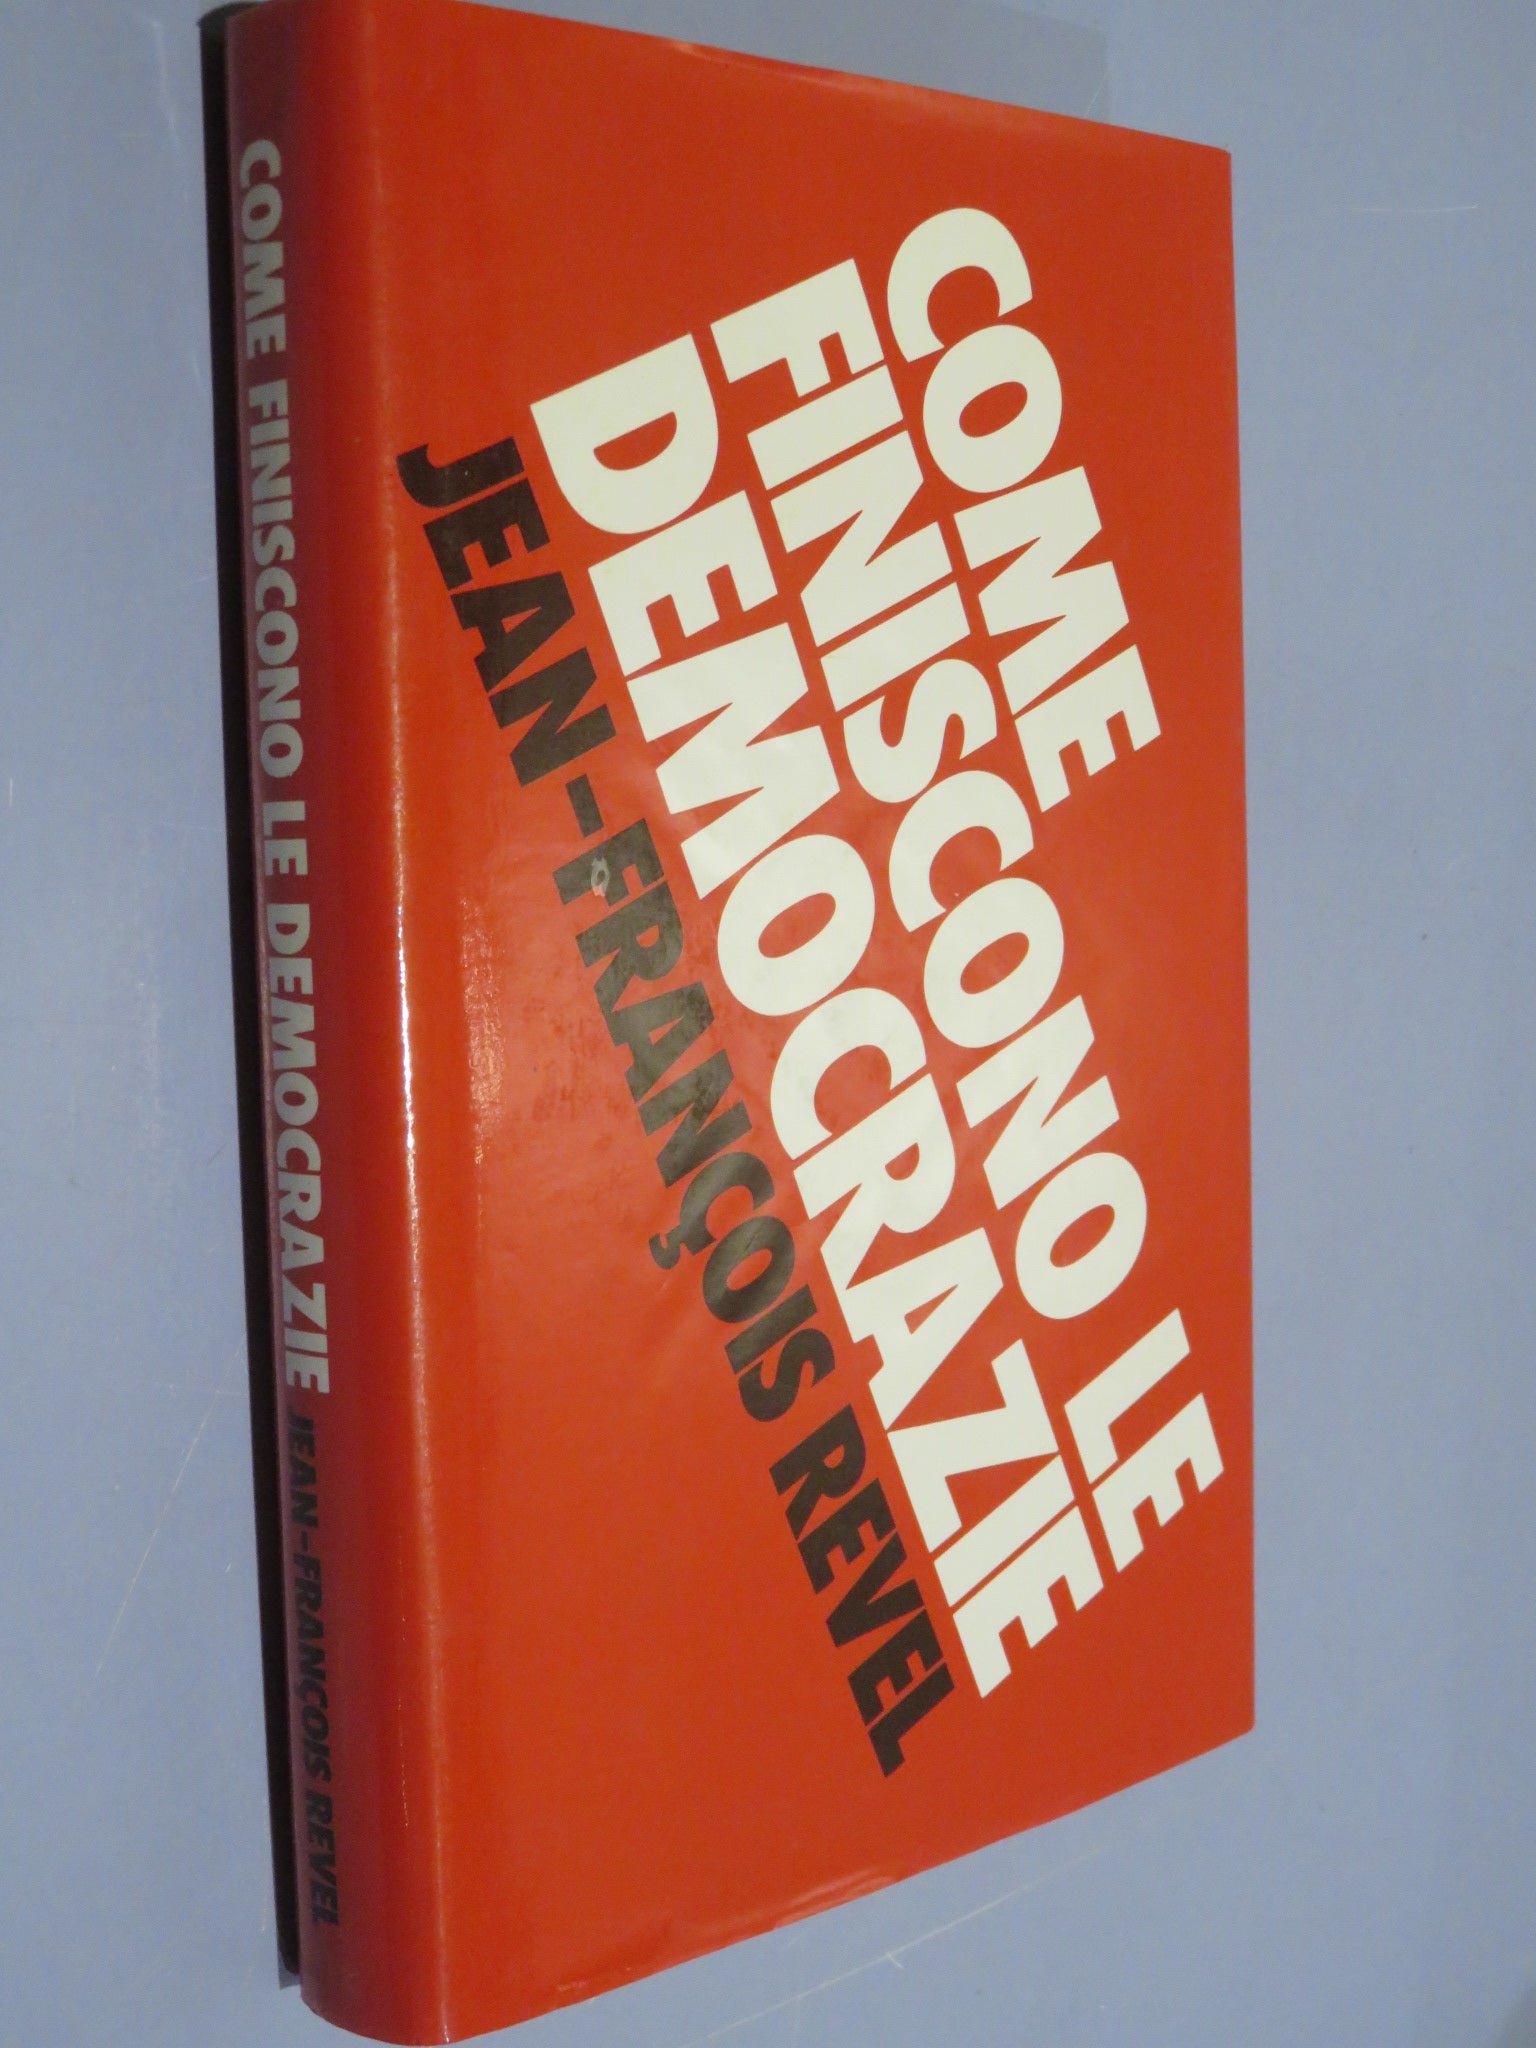 COME
FINISCONO LE
DEMOCRAZIE
JEAN-FRANÇOIS REVEL
COME FINISCONO LE DEMOCRAZIE JEAN-FRANÇOIS REVEL